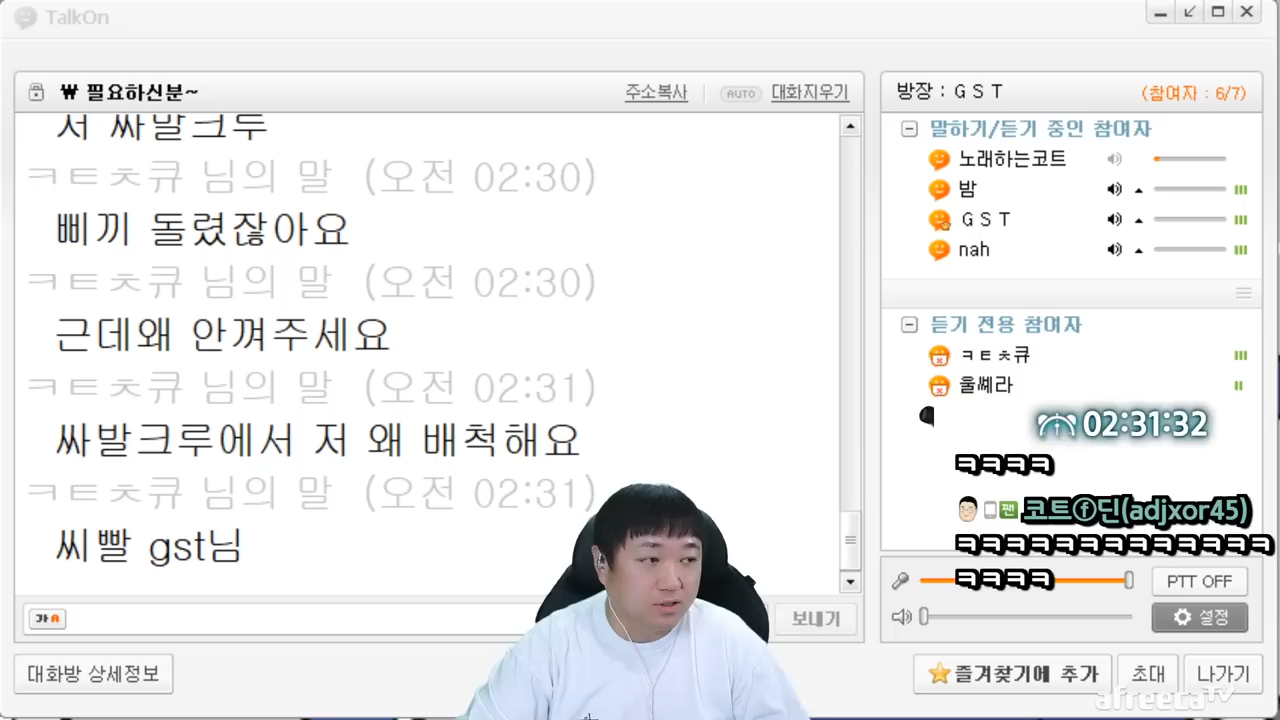 TalkOn
₩ 필요하신분~
주소복사
AUTO
대화지우기
저 싸발크두
ㅋㅌㅊ큐 님의 말 (오전 02:30)
삐끼 돌렸잖아요
ㅋㅌㅊ큐 님의 말 (오전 02:30)
근데왜 안껴주세요
ㅋㅌㅊ큐 님의 말 (오전 02:31)
싸발크루에서 저 왜 배척해요
ㅋㅌㅊ큐 님의 말 (오전 02:31)
씨빨 gst님
가A
보내기
대화방 상세정보
방장 : G S T
(참여자 : 6/7)
말하기/듣기 중인 참여자
노래하는코트
밤
G S T
nah
듣기 전용 참여자
ㅋㅌㅊ큐
울쎄라
02:31:32
ㅋㅋㅋㅋ
팬 코트ⓕ딘(adjxor45)
ㅋㅋㅋㅋㅋㅋㅋㅋㅋㅋㅋㅋㅋ
ㅋㅋㅋㅋ
PTT OFF
설정
즐겨찾기에 추가
초대
나가기
afreecaTV